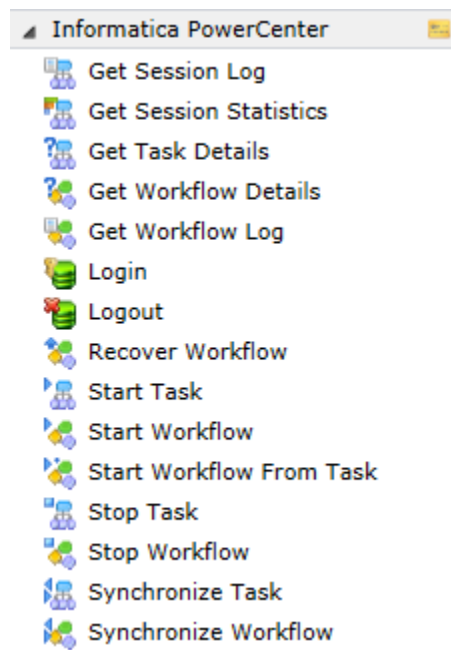 Informatica PowerCenter
Get Session Log
Get Session Statistics
Get Task Details
Get Workflow Details
Get Workflow Log
Login
Logout
Recover Workflow
Start Task
Start Workflow
Start Workflow From Task
Stop Task
Stop Workflow
Synchronize Task
Synchronize Workflow